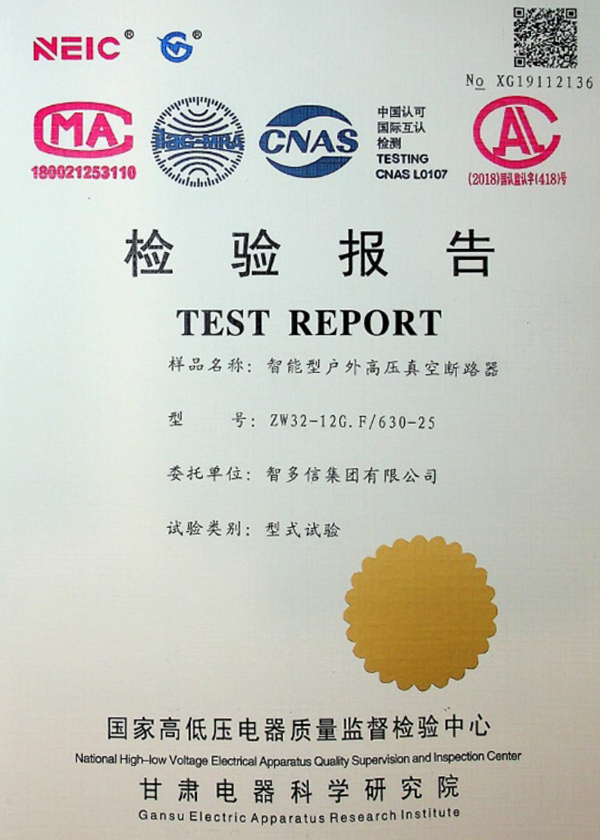 NEIC®
®
No XG19112136
MA
180021253110
ilac-MRA
CNAS
中国认可
国际互认
检测
TESTING
CNAS L0107
CAL
(2018)国认监认字(418)号
检验报告
TEST REPORT
样品名称: 智能型户外高压真空断路器
型 号: ZW32-12G.F/630-25
委托单位: 智多信集团有限公司
试验类别: 型式试验
国家高低压电器质量监督检验中心
National High-low Voltage Electrical Apparatus Quality Supervision and Inspection Center
甘肃电器科学研究院
Gansu Electric Apparatus Research Institute